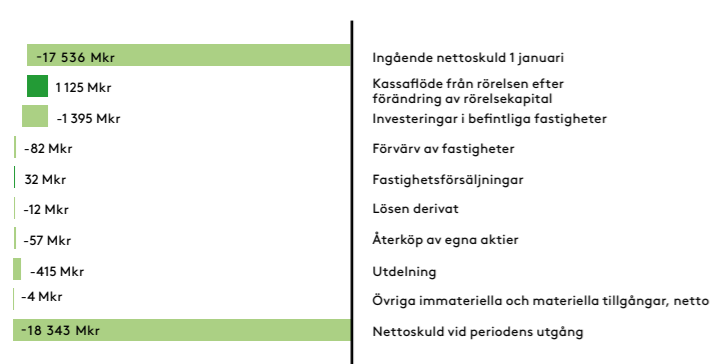 -17 536 Mkr Ingående nettoskuld 1 januari
1 125 Mkr Kassaflöde från rörelsen efter
förändring av rörelsekapital
-1 395 Mkr Investeringar i befintliga fastigheter
-82 Mkr Förvärv av fastigheter
32 Mkr Fastighetsförsäljningar
-12 Mkr Lösen derivat
-57 Mkr Återköp av egna aktier
-415 Mkr Utdelning
-4 Mkr Övriga immateriella och materiella tillgångar, netto
-18 343 Mkr Nettoskuld vid periodens utgång